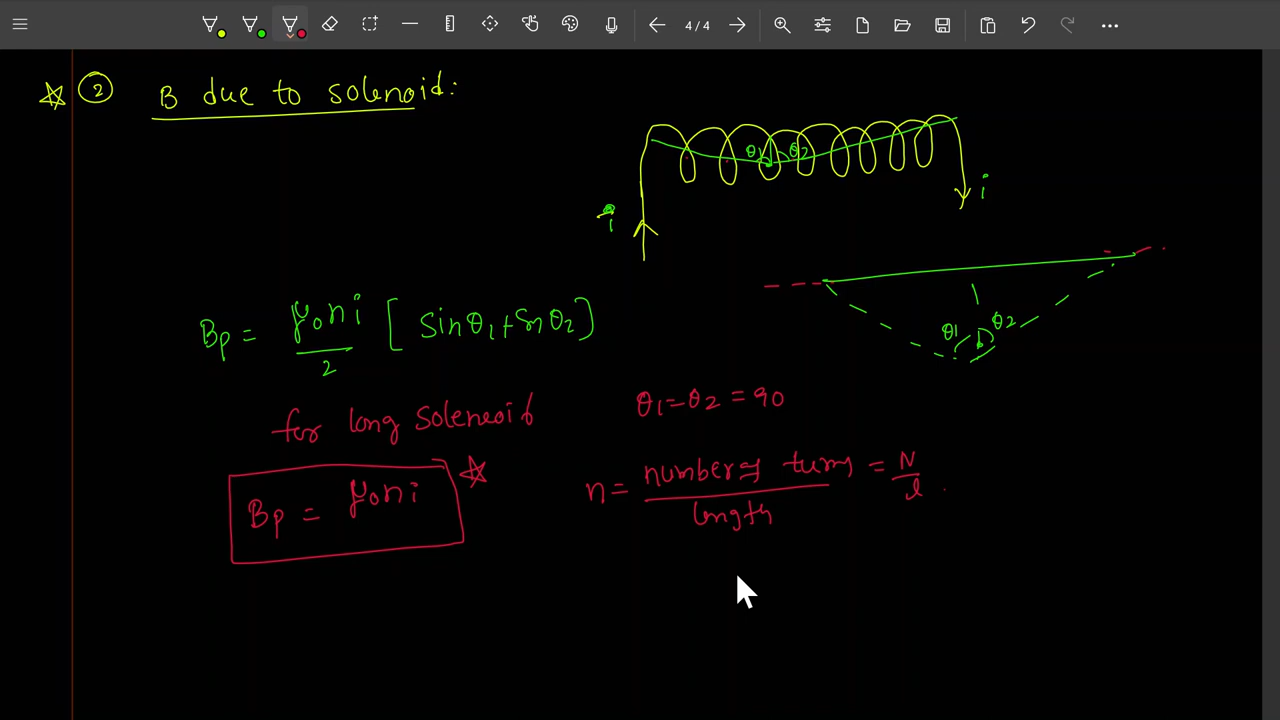 4/4
② B due to solenoid:
θ1 θ2
i i
Bp = μ₀ni/2 [ sinθ1 + sinθ2 ]
θ1 θ2
for long Soleneoid θ1 = θ2 = 90
Bp = μ₀ni
n = number of turns / length = N/l